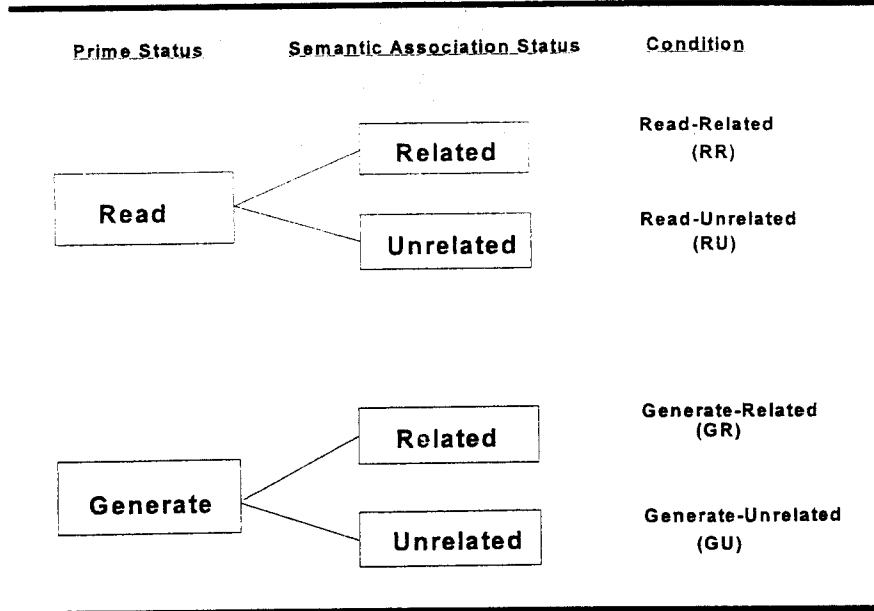 Prime Status Semantic Association Status Condition
Read-Related
Related (RR)
Read
Read-Unrelated
Unrelated (RU)
Generate-Related
Related (GR)
Generate
Generate-Unrelated
Unrelated (GU)